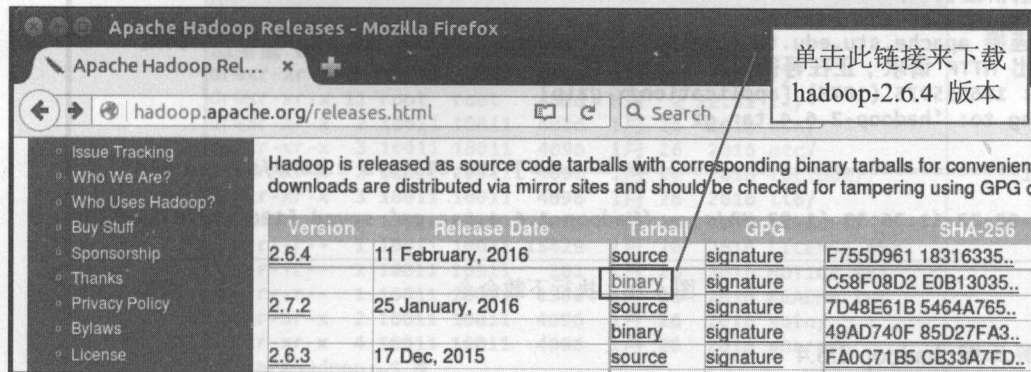 Apache Hadoop Releases - Mozilla Firefox
Apache Hadoop Rel... ×
单击此链接来下载
hadoop-2.6.4 版本
hadoop.apache.org/releases.html
Search
Issue Tracking
Who We Are?
Who Uses Hadoop?
Buy Stuff
Sponsorship
Thanks
Privacy Policy
Bylaws
License
Hadoop is released as source code tarballs with corresponding binary tarballs for convenien
downloads are distributed via mirror sites and should be checked for tampering using GPG
Version Release Date Tarball GPG SHA-256
2.6.4 11 February, 2016 source signature F755D961 18316335..
binary signature C58F08D2 E0B13035..
2.7.2 25 January, 2016 source signature 7D48E61B 5464A765..
binary signature 49AD740F 85D27FA3..
2.6.3 17 Dec, 2015 source signature FA0C71B5 CB33A7FD..